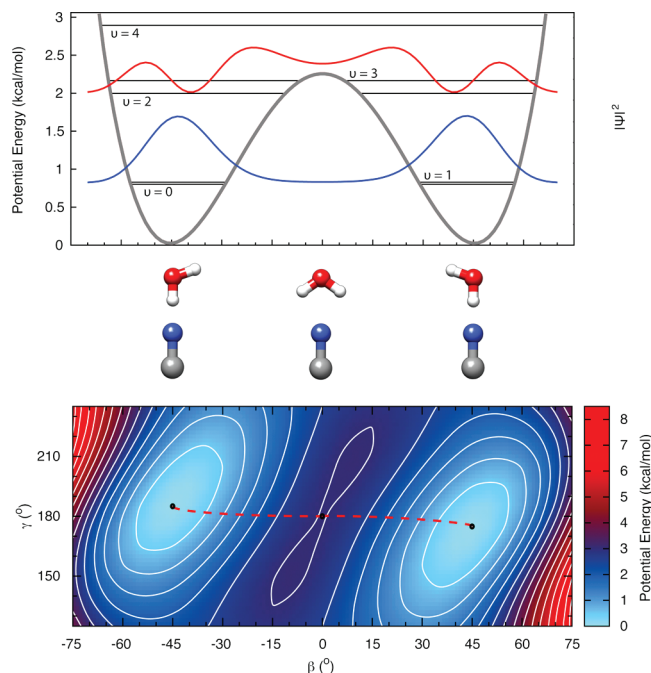 3
2.5
2
1.5
1
0.5
0
Potential Energy (kcal/mol)
υ = 4
υ = 3
υ = 2
υ = 0
υ = 1
|Ψ|²
210
180
150
γ (°)
-75 -60 -45 -30 -15 0 15 30 45 60 75
β (°)
8
7
6
5
4
3
2
1
0
Potential Energy (kcal/mol)